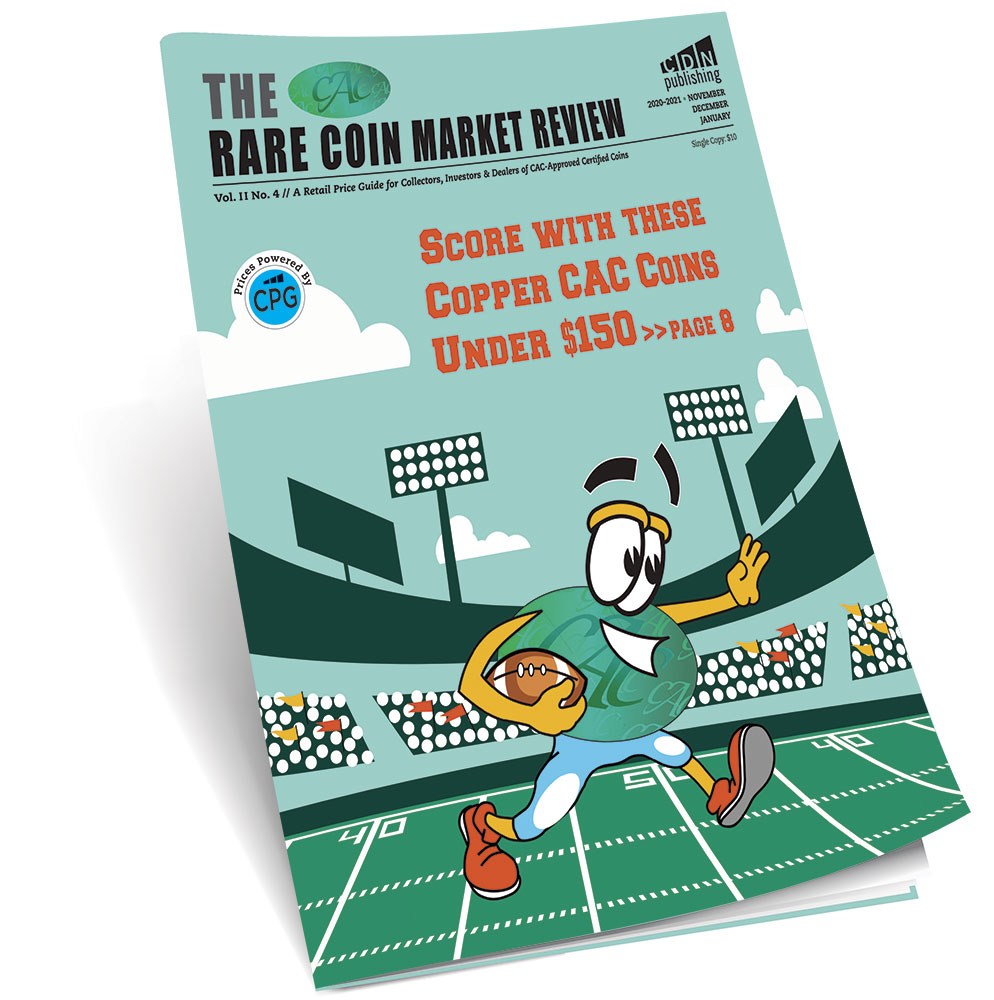 THE CAC
RARE COIN MARKET REVIEW
CDN
publishing
2020-2021 • NOVEMBER
DECEMBER
JANUARY
Single Copy: $10
Vol. II No. 4 // A Retail Price Guide for Collectors, Investors & Dealers of CAC-Approved Certified Coins
Prices Powered By
CPG
SCORE WITH THESE
COPPER CAC COINS
UNDER $150 >> PAGE 8
CAC
40
50
40